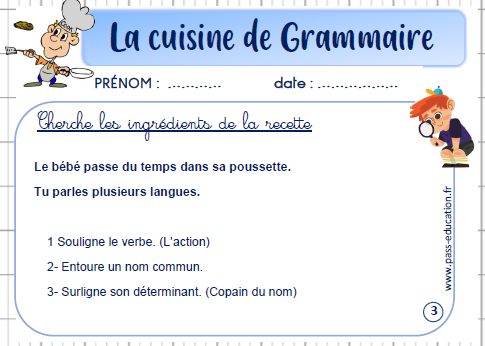 La cuisine de Grammaire
PRÉNOM : ............ date : ................
Cherche les ingrédients de la recette
Le bébé passe du temps dans sa poussette.
Tu parles plusieurs langues.
1 Souligne le verbe. (L'action)
2- Entoure un nom commun.
3- Surligne son déterminant. (Copain du nom)
www.pass-education.fr
3